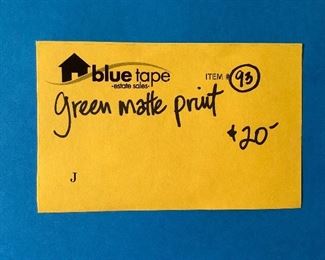 blue tape
-estate sales-
ITEM # 93
green matte print
$20-
J